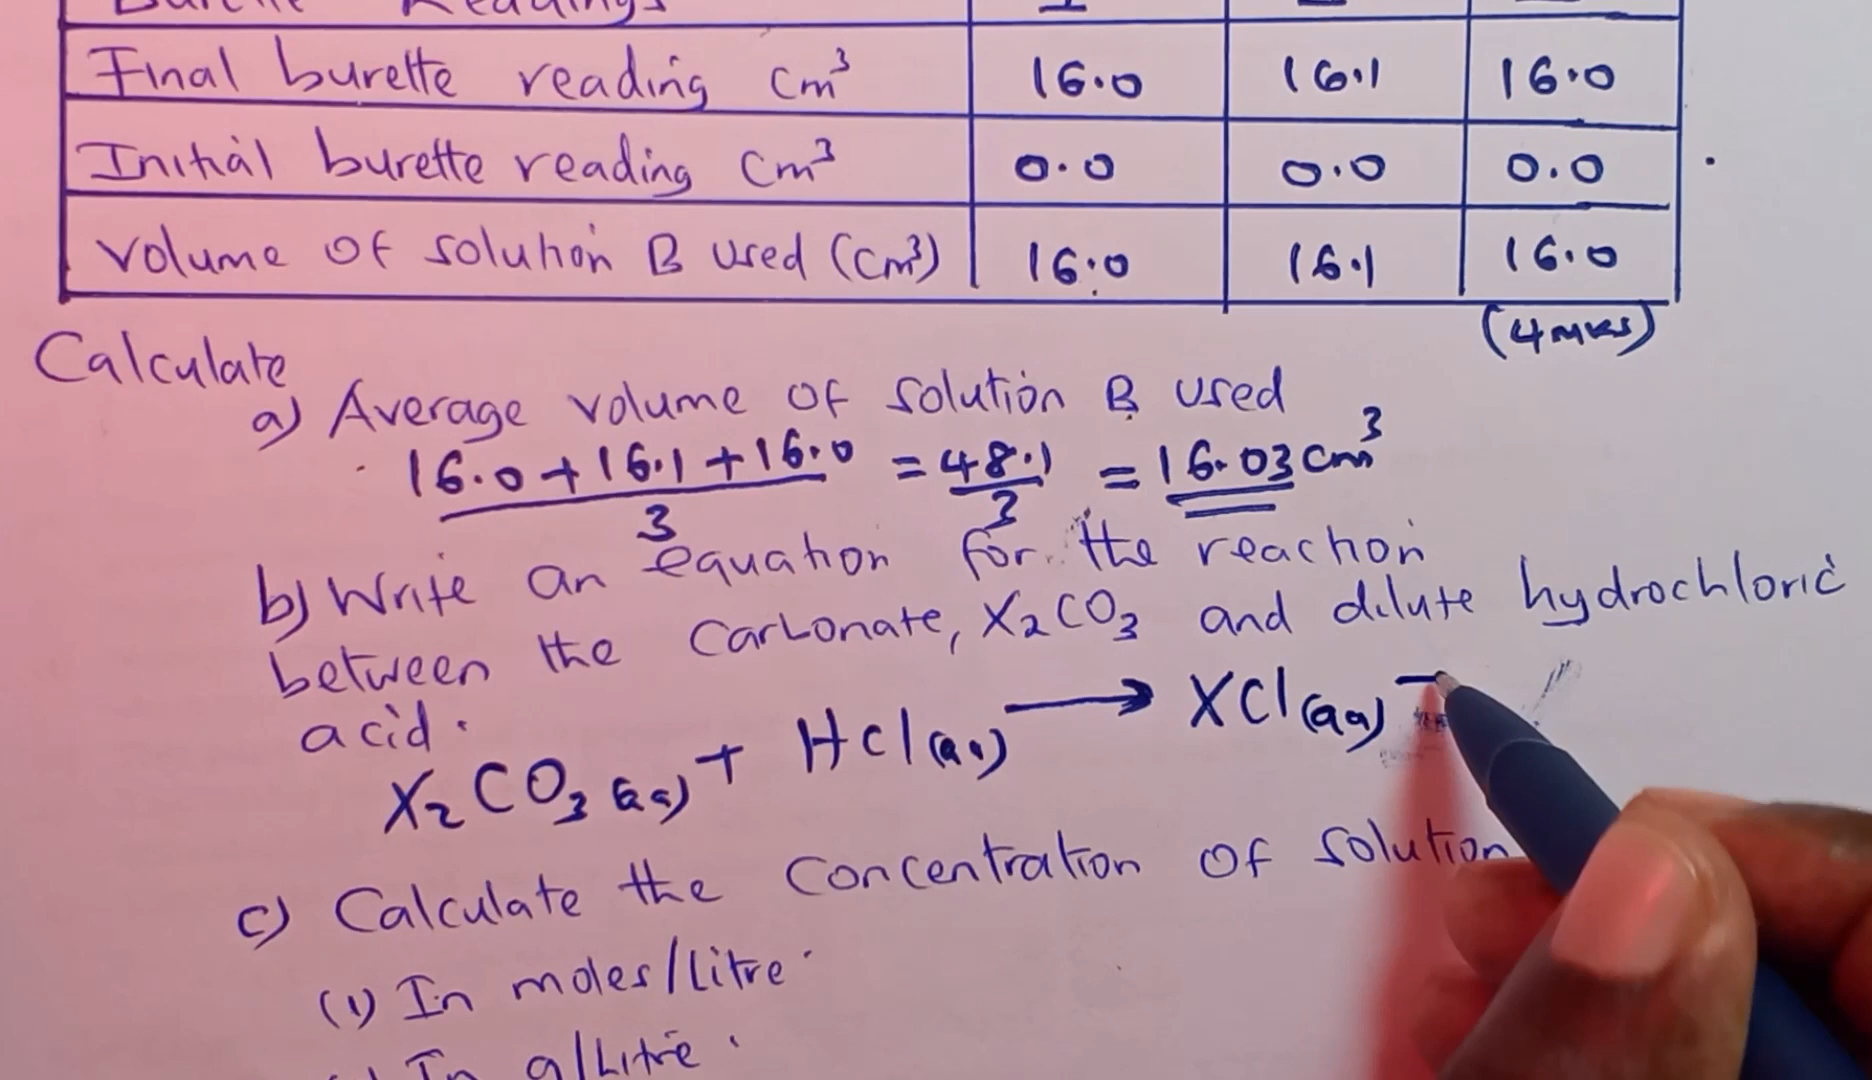 Burette Readings I
Final burette reading cm³ 16.0 16.1 16.0
Initial burette reading cm³ 0.0 0.0 0.0
Volume of solution B used (cm³) 16.0 16.1 16.0
(4mks)
Calculate
a) Average volume of solution B used
16.0 + 16.1 + 16.0 = 48.1 = 16.03 cm³
3 3
b) Write an equation for the reaction
between the carbonate, X₂CO₃ and dilute hydrochloric
acid.
X₂CO₃(aq) + HCl(aq) → XCl(aq)
c) Calculate the concentration of solution
(i) In moles/Litre.
In g/Litre.